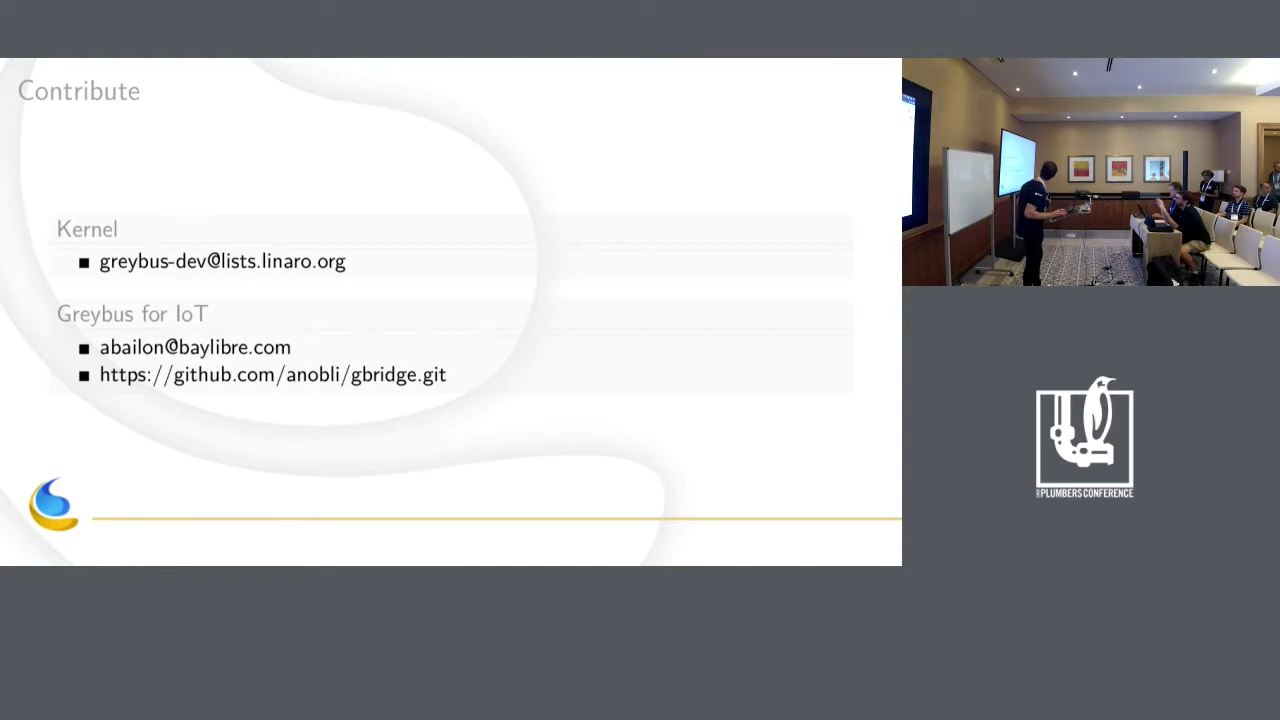 Contribute
Kernel
greybus-dev@lists.linaro.org
Greybus for IoT
abailon@baylibre.com
https://github.com/anobli/gbridge.git
PLUMBERS CONFERENCE